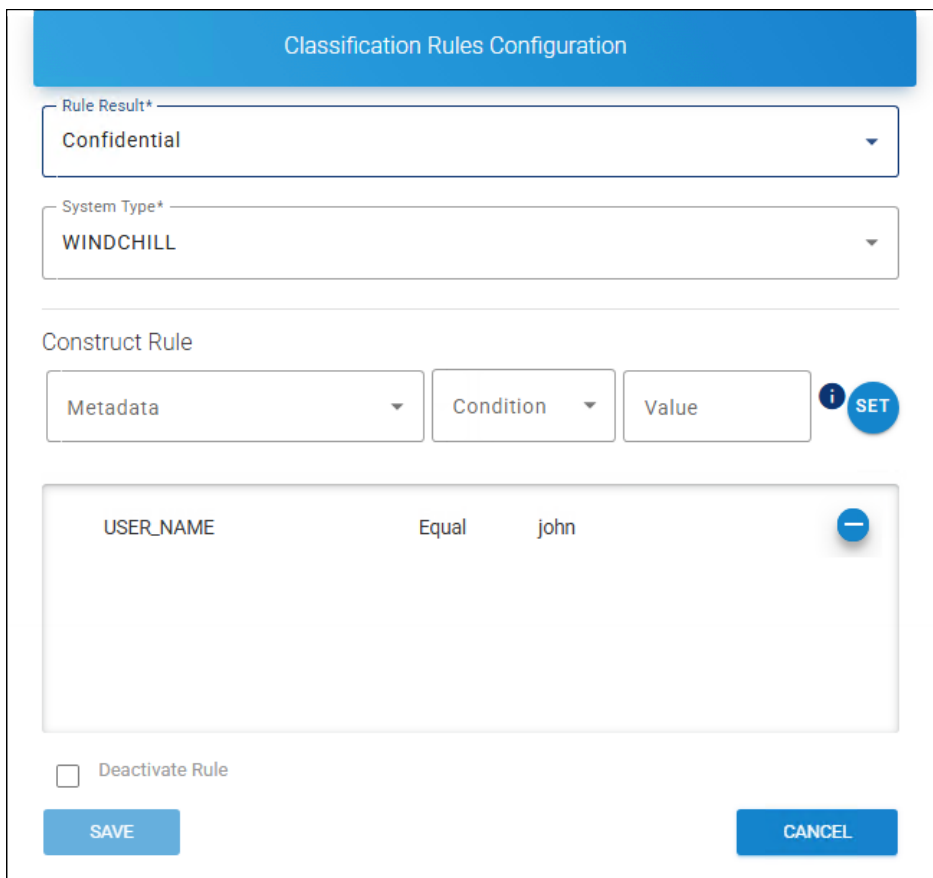 Classification Rules Configuration
Rule Result*
Confidential
System Type*
WINDCHILL
Construct Rule
Metadata Condition Value i SET
USER_NAME Equal john
Deactivate Rule
SAVE CANCEL